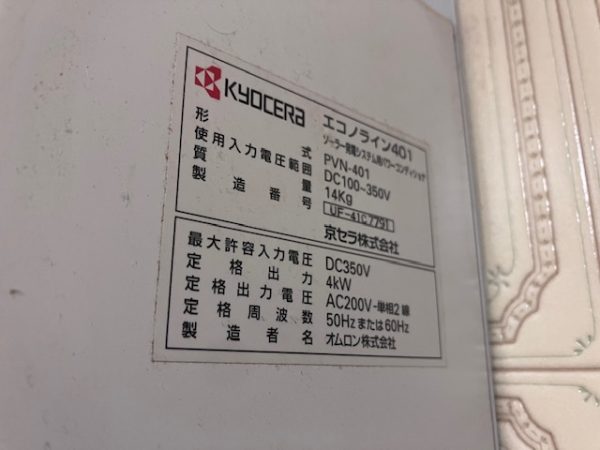 KYOCERA
エコノライン401
ソーラー発電システム用パワーコンディショナ
形式 PVN-401
使用入力電圧範囲 DC100~350V
質量 14Kg
製造番号 UF-41C7791
京セラ株式会社
最大許容入力電圧 DC350V
定格出力 4kW
定格出力電圧 AC200V-単相2線
定格周波数 50Hzまたは60Hz
製造者名 オムロン株式会社